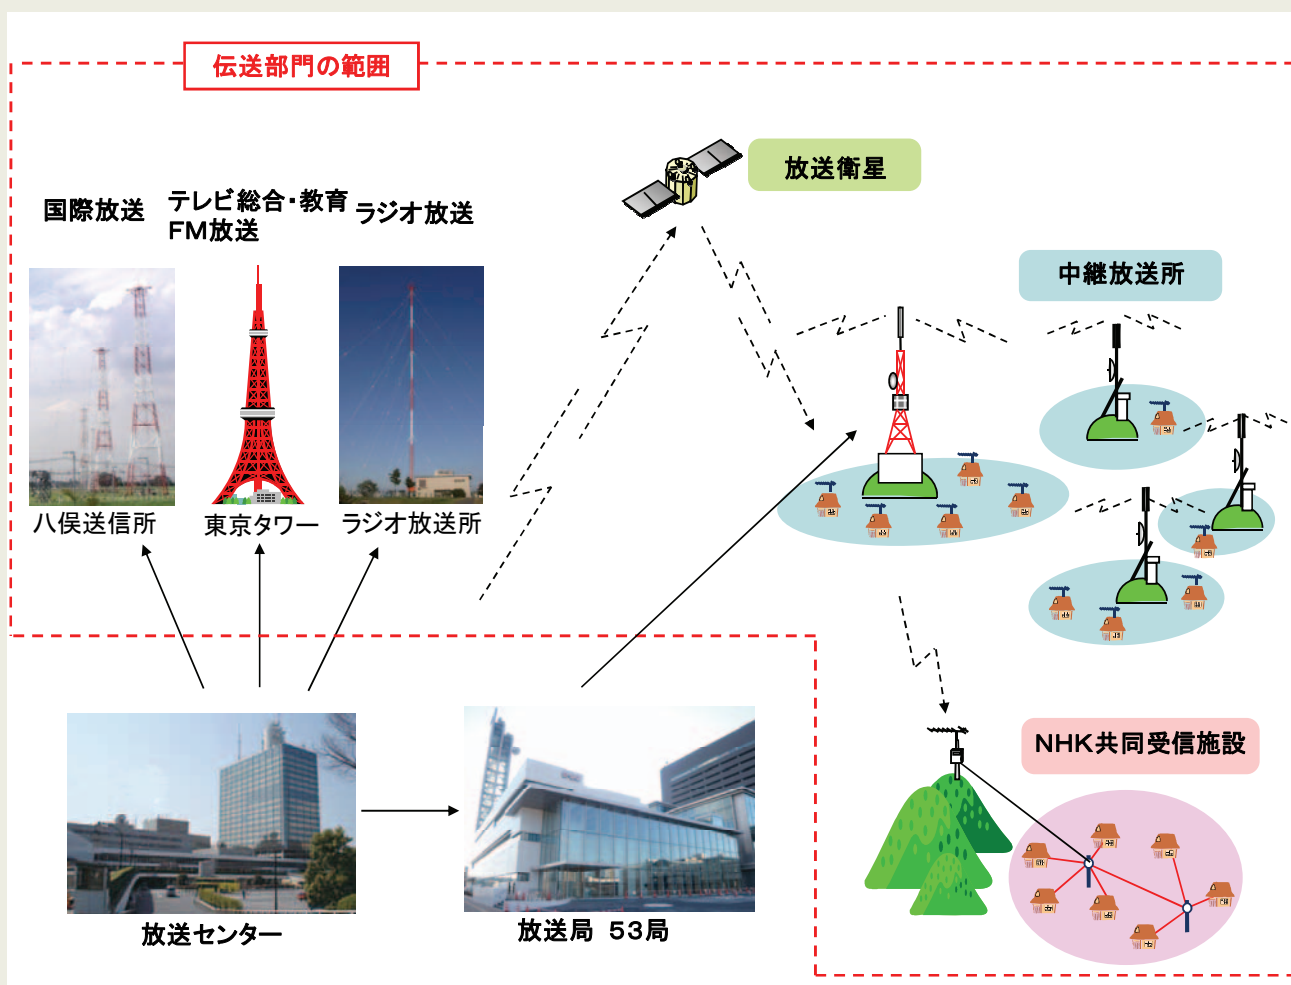 伝送部門の範囲
放送衛星
国際放送
テレビ総合・教育
FM放送
ラジオ放送
中継放送所
八俣送信所
東京タワー
ラジオ放送所
NHK共同受信施設
放送センター
放送局 53局